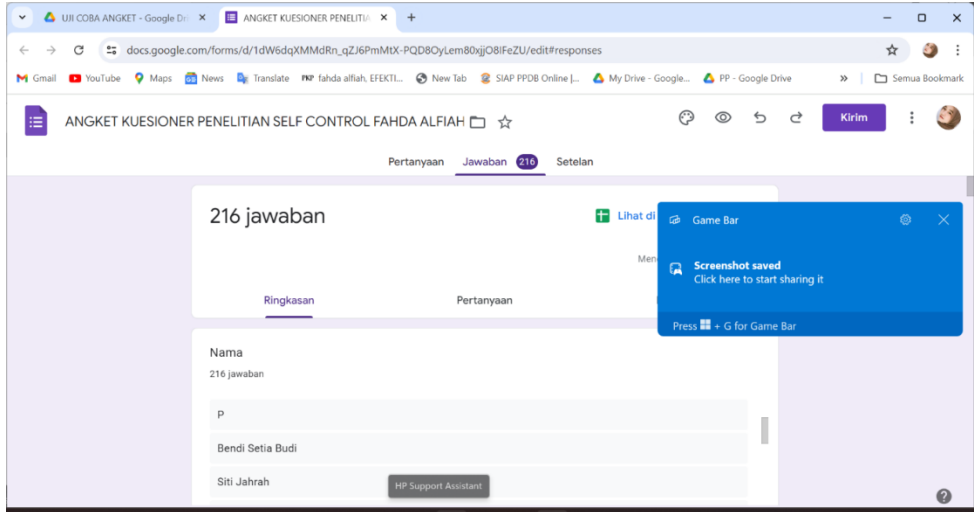 UJI COBA ANGKET - Google Dri
ANGKET KUESIONER PENELITIA
docs.google.com/forms/d/1dW6dqXMMdRn_qZJ6PmMtX-PQD8OyLem80xjjO8iFeZU/edit#responses
Gmail YouTube Maps News Translate PKP fahda alfiah, EFEKTI... New Tab SIAP PPDB Online |... My Drive - Google... PP - Google Drive » Semua Bookmark
ANGKET KUESIONER PENELITIAN SELF CONTROL FAHDA ALFIAH
Kirim
Pertanyaan Jawaban 216 Setelan
216 jawaban
Lihat di
Men
Ringkasan Pertanyaan
Game Bar
Screenshot saved
Click here to start sharing it
Press + G for Game Bar
Nama
216 jawaban
P
Bendi Setia Budi
Siti Jahrah
HP Support Assistant